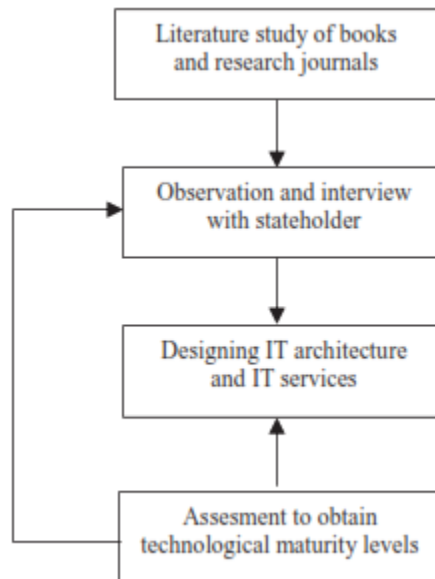 Literature study of books
and research journals
Observation and interview
with stateholder
Designing IT architecture
and IT services
Assesment to obtain
technological maturity levels